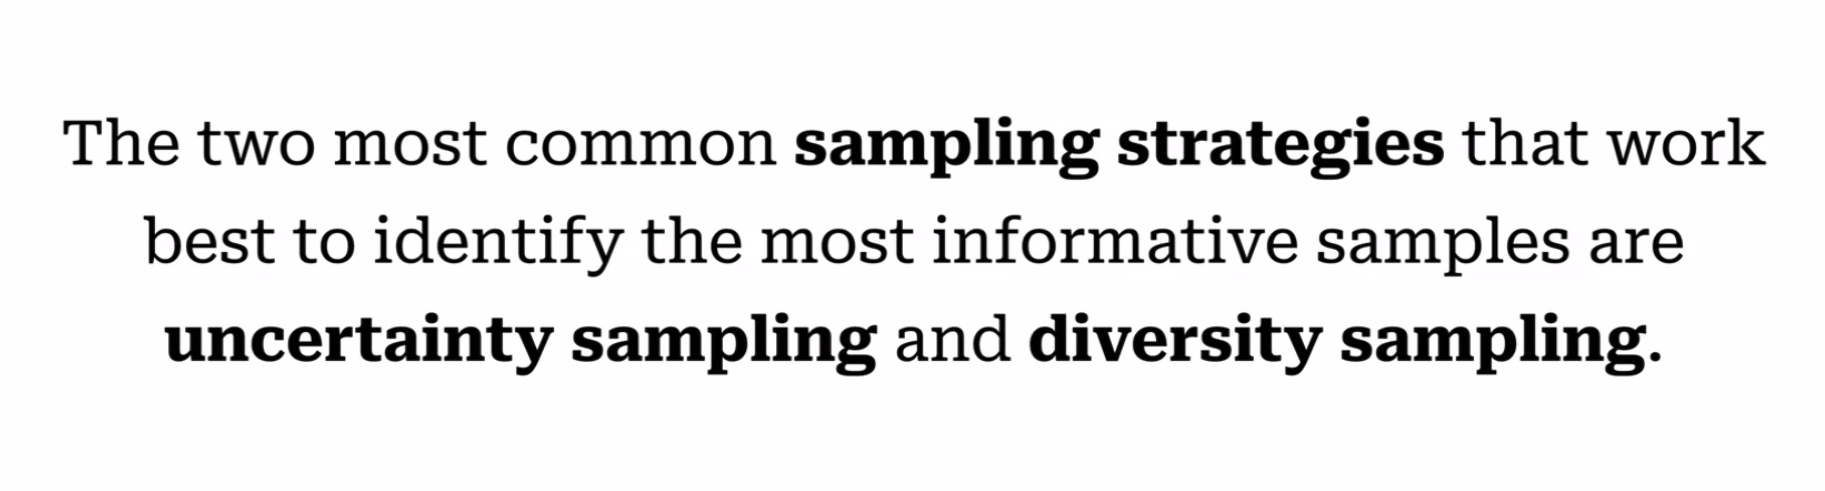 The two most common sampling strategies that work
best to identify the most informative samples are
uncertainty sampling and diversity sampling.